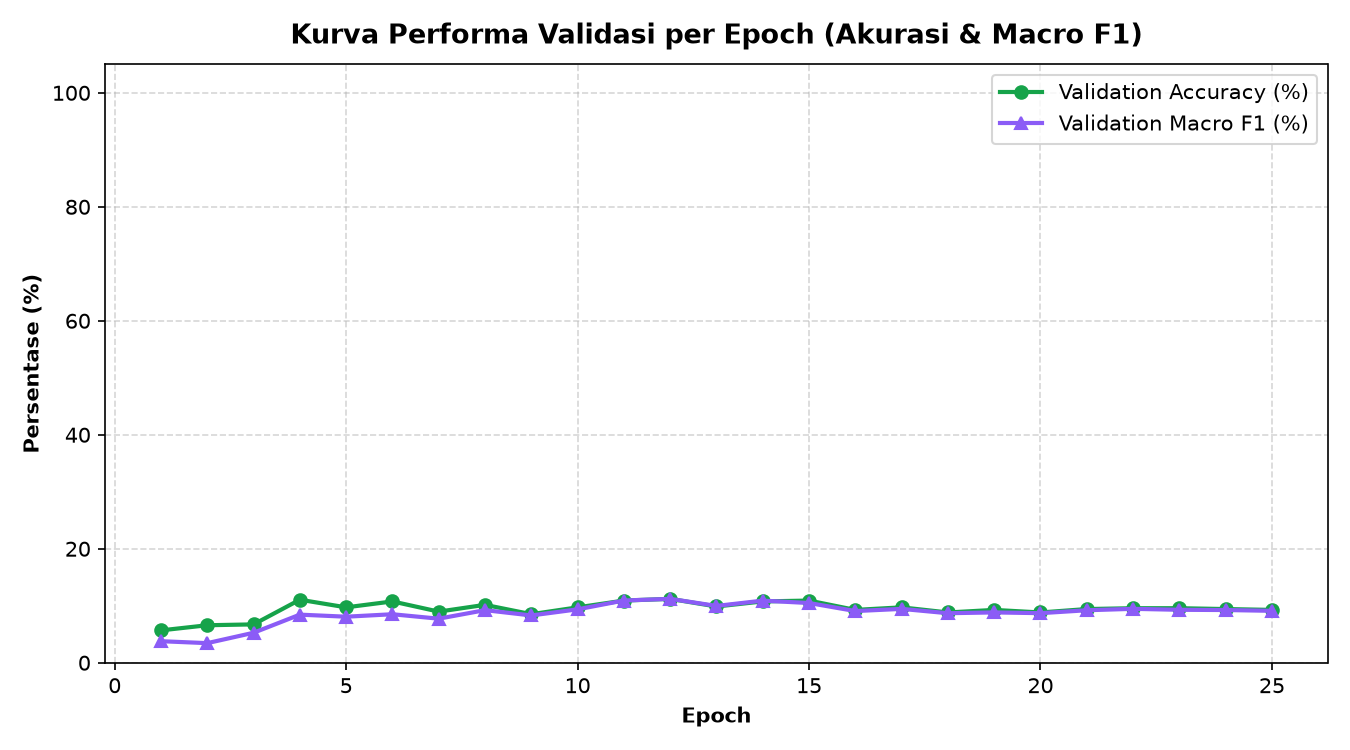 Kurva Performa Validasi per Epoch (Akurasi & Macro F1)
Validation Accuracy (%)
Validation Macro F1 (%)
Persentase (%)
100
80
60
40
20
0
0 5 10 15 20 25
Epoch